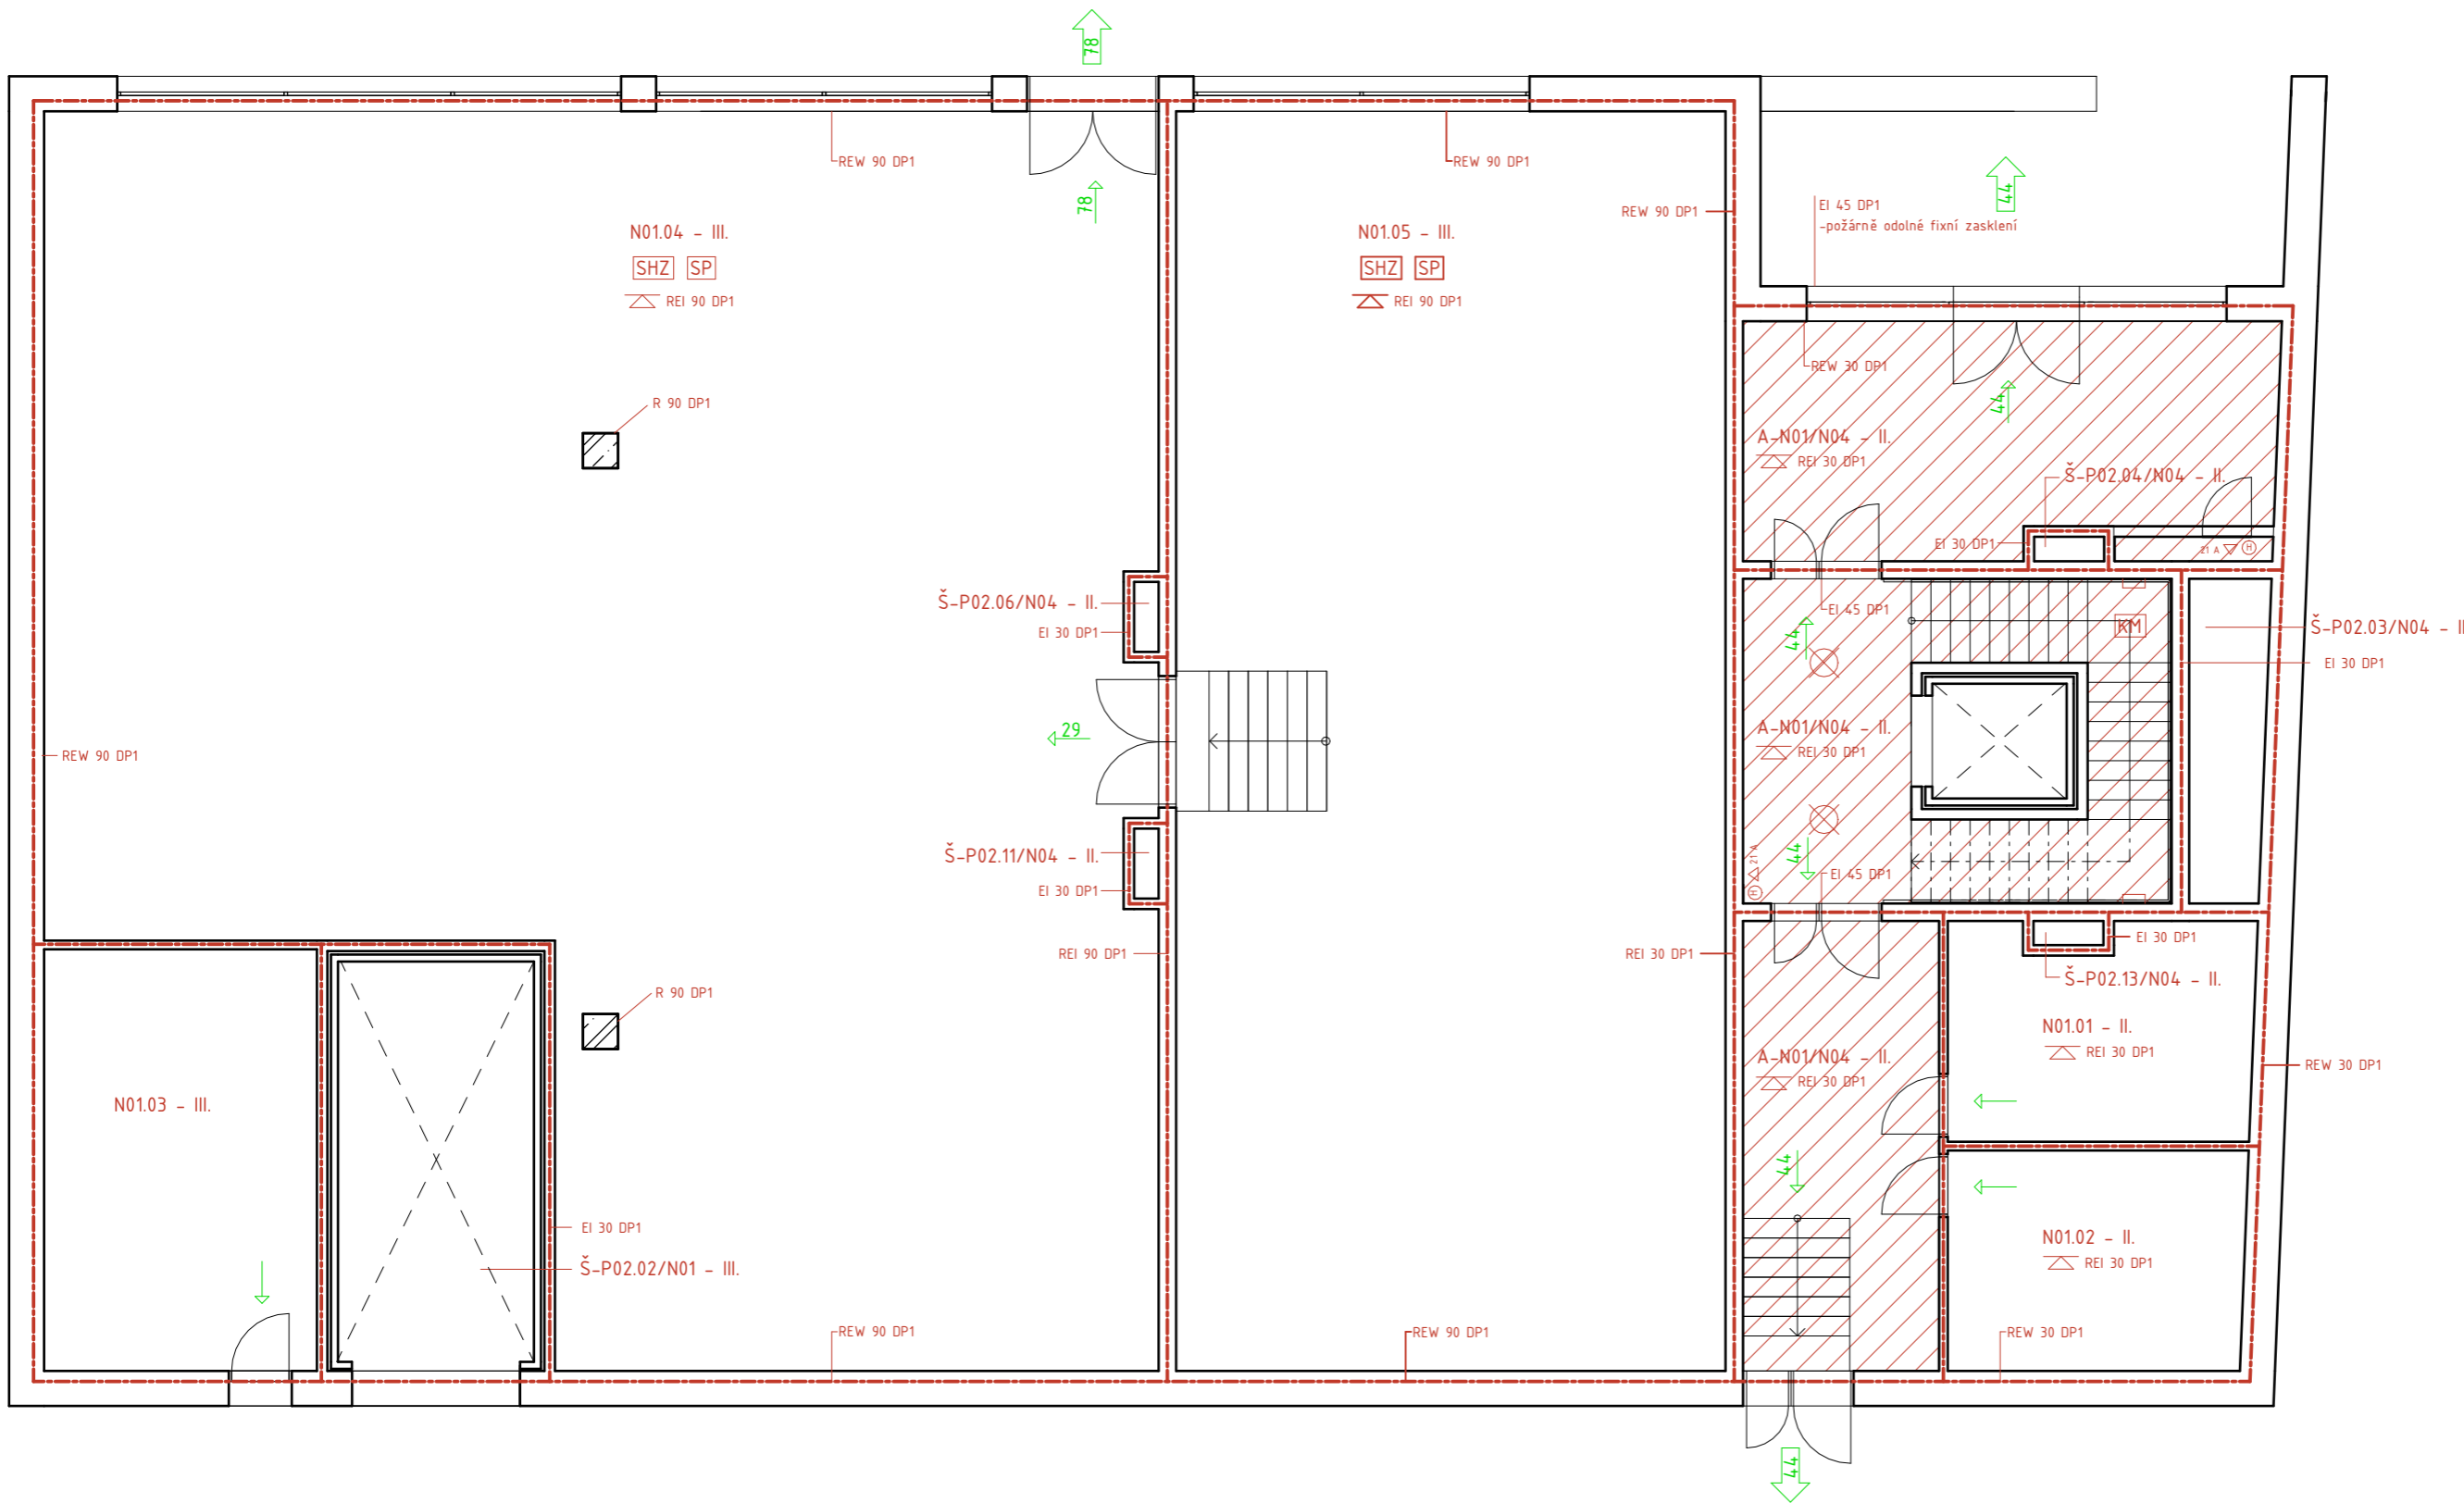 78
REW 90 DP1
REW 90 DP1
78
REW 90 DP1
EI 45 DP1
-požárně odolné fixní zasklení
44
N01.04 - III.
SHZ SP
REI 90 DP1
N01.05 - III.
SHZ SP
REI 90 DP1
REW 30 DP1
44
R 90 DP1
A-N01/N04 - II.
REI 30 DP1
Š-P02.04/N04 - II.
EI 30 DP1
21 A H
Š-P02.06/N04 - II.
EI 30 DP1
EI 45 DP1
44
KM
Š-P02.03/N04 - II
EI 30 DP1
29
A-N01/N04 - II.
REI 30 DP1
REW 90 DP1
Š-P02.11/N04 - II.
EI 30 DP1
44
21 A
H
EI 45 DP1
REI 90 DP1
REI 30 DP1
EI 30 DP1
Š-P02.13/N04 - II.
R 90 DP1
N01.01 - II.
REI 30 DP1
A-N01/N04 - II.
REI 30 DP1
REW 30 DP1
N01.03 - III.
44
EI 30 DP1
Š-P02.02/N01 - III.
N01.02 - II.
REI 30 DP1
REW 90 DP1
REW 90 DP1
REW 30 DP1
44